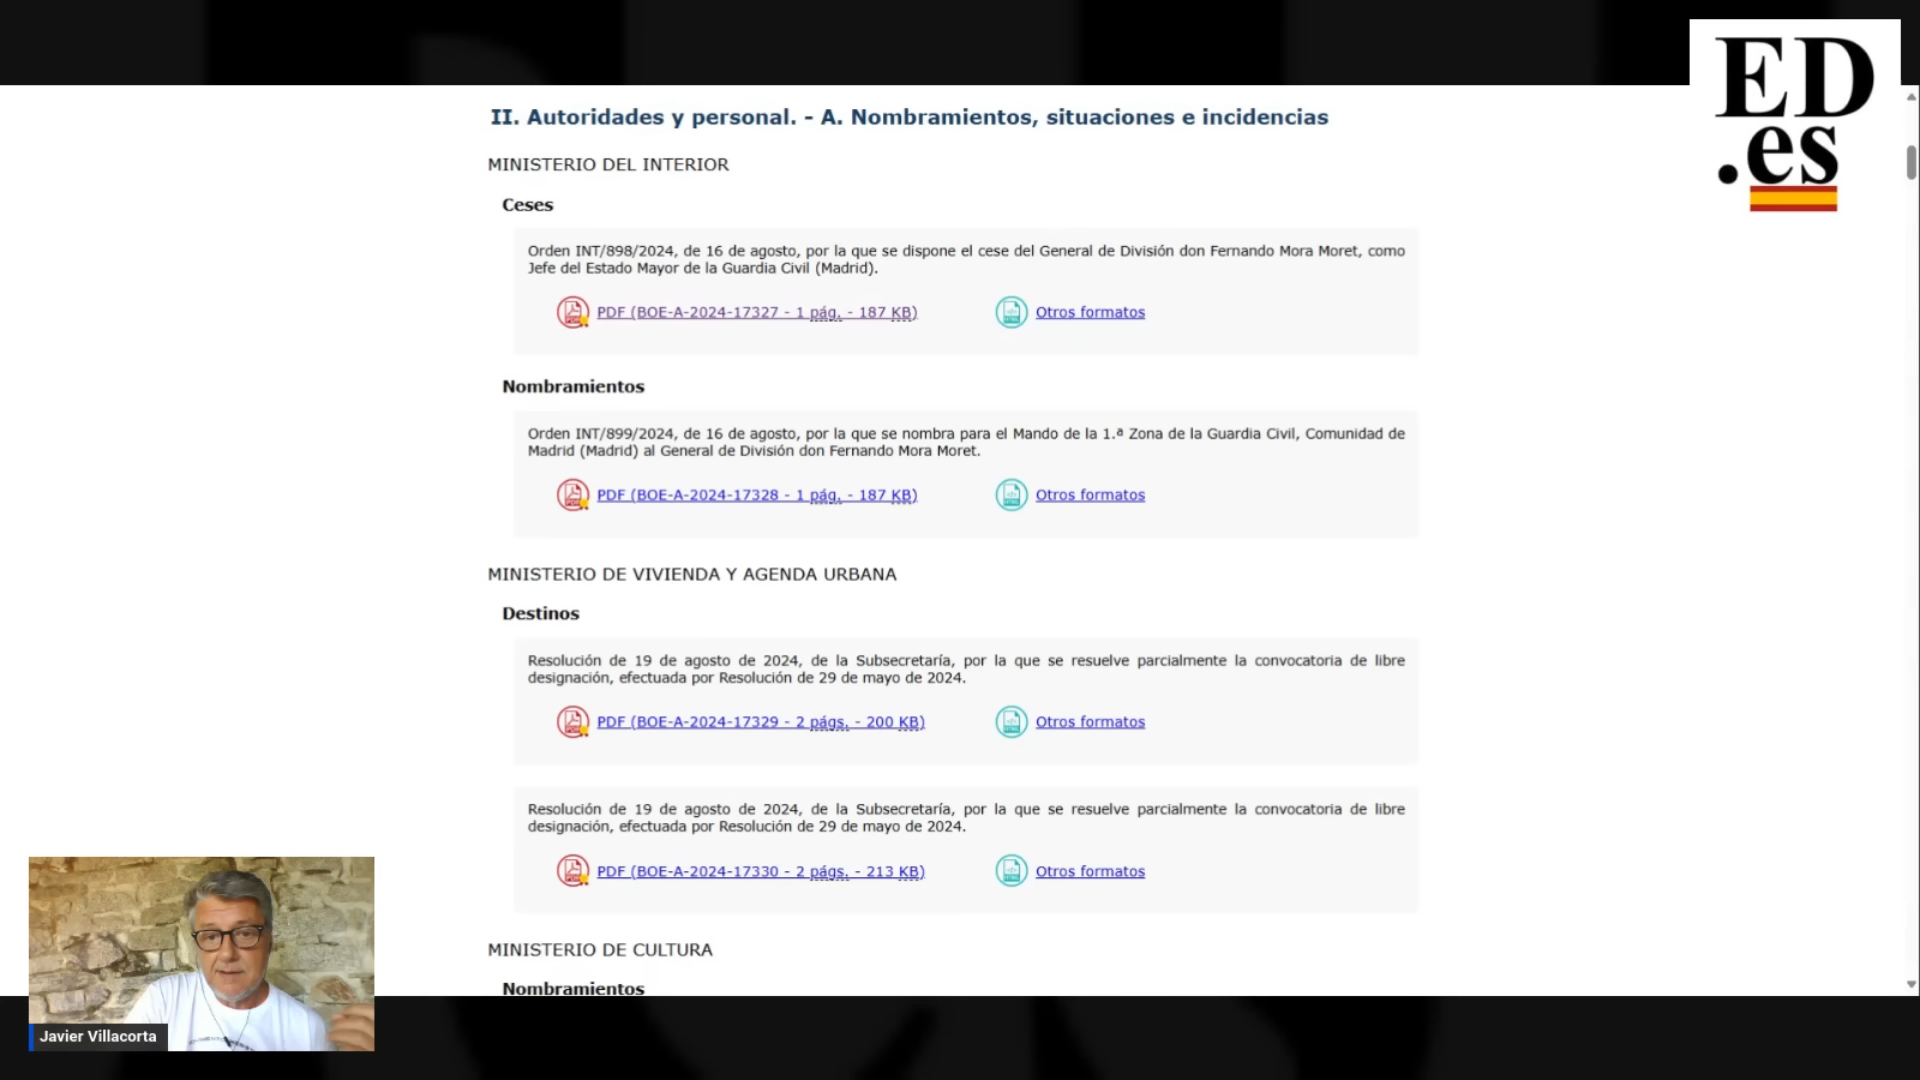 ED
.es
II. Autoridades y personal. - A. Nombramientos, situaciones e incidencias
MINISTERIO DEL INTERIOR
Ceses
Orden INT/898/2024, de 16 de agosto, por la que se dispone el cese del General de División don Fernando Mora Moret, como
Jefe del Estado Mayor de la Guardia Civil (Madrid).
PDF (BOE-A-2024-17327 - 1 pág. - 187 KB)
Otros formatos
Nombramientos
Orden INT/899/2024, de 16 de agosto, por la que se nombra para el Mando de la 1.ª Zona de la Guardia Civil, Comunidad de
Madrid (Madrid) al General de División don Fernando Mora Moret.
PDF (BOE-A-2024-17328 - 1 pág. - 187 KB)
Otros formatos
MINISTERIO DE VIVIENDA Y AGENDA URBANA
Destinos
Resolución de 19 de agosto de 2024, de la Subsecretaría, por la que se resuelve parcialmente la convocatoria de libre
designación, efectuada por Resolución de 29 de mayo de 2024.
PDF (BOE-A-2024-17329 - 2 págs. - 200 KB)
Otros formatos
Resolución de 19 de agosto de 2024, de la Subsecretaría, por la que se resuelve parcialmente la convocatoria de libre
designación, efectuada por Resolución de 29 de mayo de 2024.
PDF (BOE-A-2024-17330 - 2 págs. - 213 KB)
Otros formatos
MINISTERIO DE CULTURA
Nombramientos
Javier Villacorta